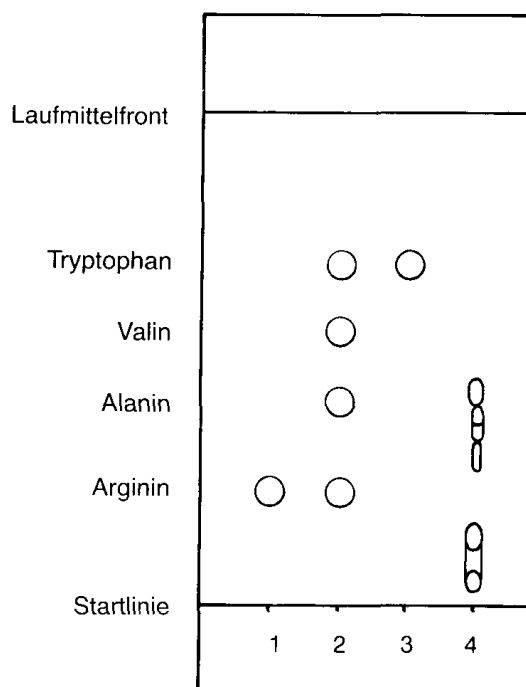 Laufmittelfront
Tryptophan
Valin
Alanin
Arginin
Startlinie
1 2 3 4